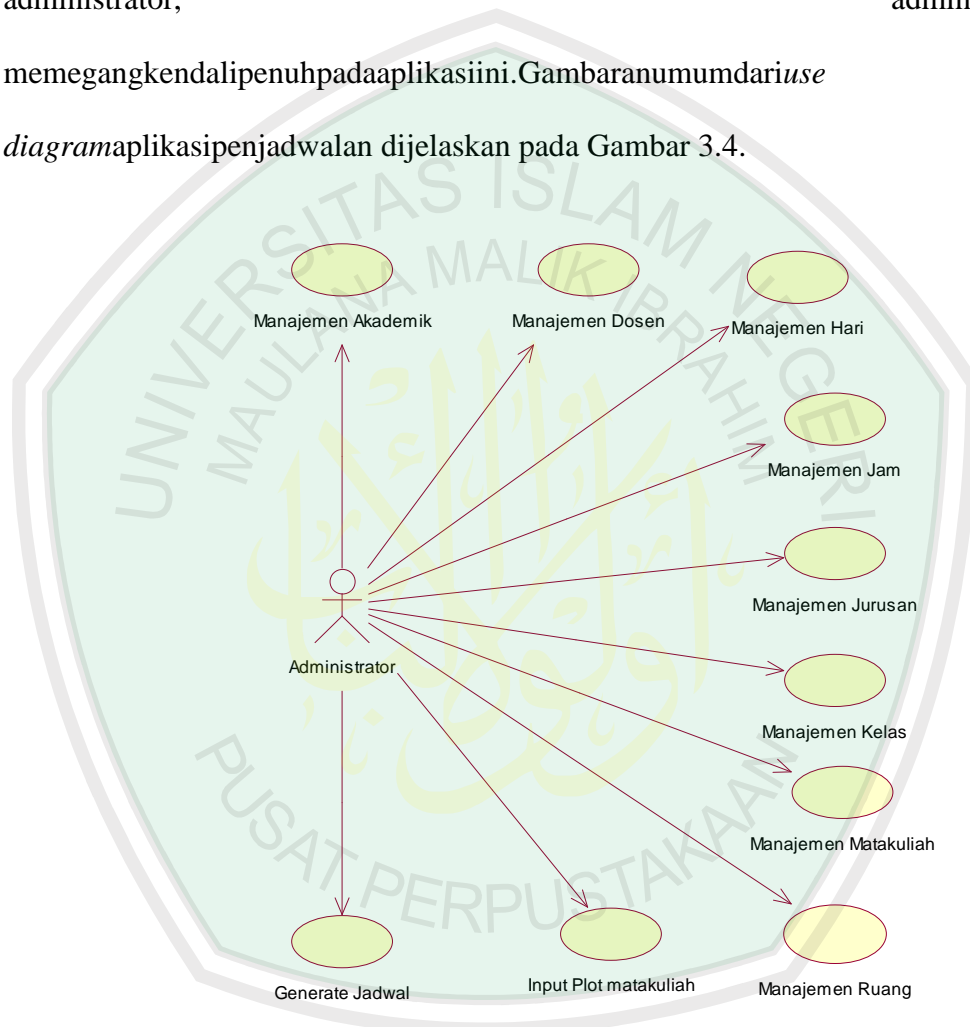 administrator,
memegangkendalipenuhpadaaplikasiini.Gambaranumumdariuse
diagramaplikasipenjadwalan dijelaskan pada Gambar 3.4.
UNIVERSITAS ISLAM NEGERI
MAULANA MALIK IBRAHIM
Manajemen Akademik
Manajemen Dosen
Manajemen Hari
Manajemen Jam
Manajemen Jurusan
Administrator
Manajemen Kelas
Manajemen Matakuliah
PUSAT PERPUSTAKAAN
Generate Jadwal
Input Plot matakuliah
Manajemen Ruang